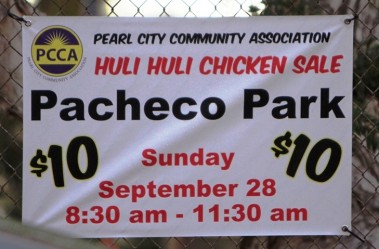 PCCA
PEARL CITY COMMUNITY ASSOCIATION
HULI HULI CHICKEN SALE
Pacheco Park
$10
$10
Sunday
September 28
8:30 am - 11:30 am